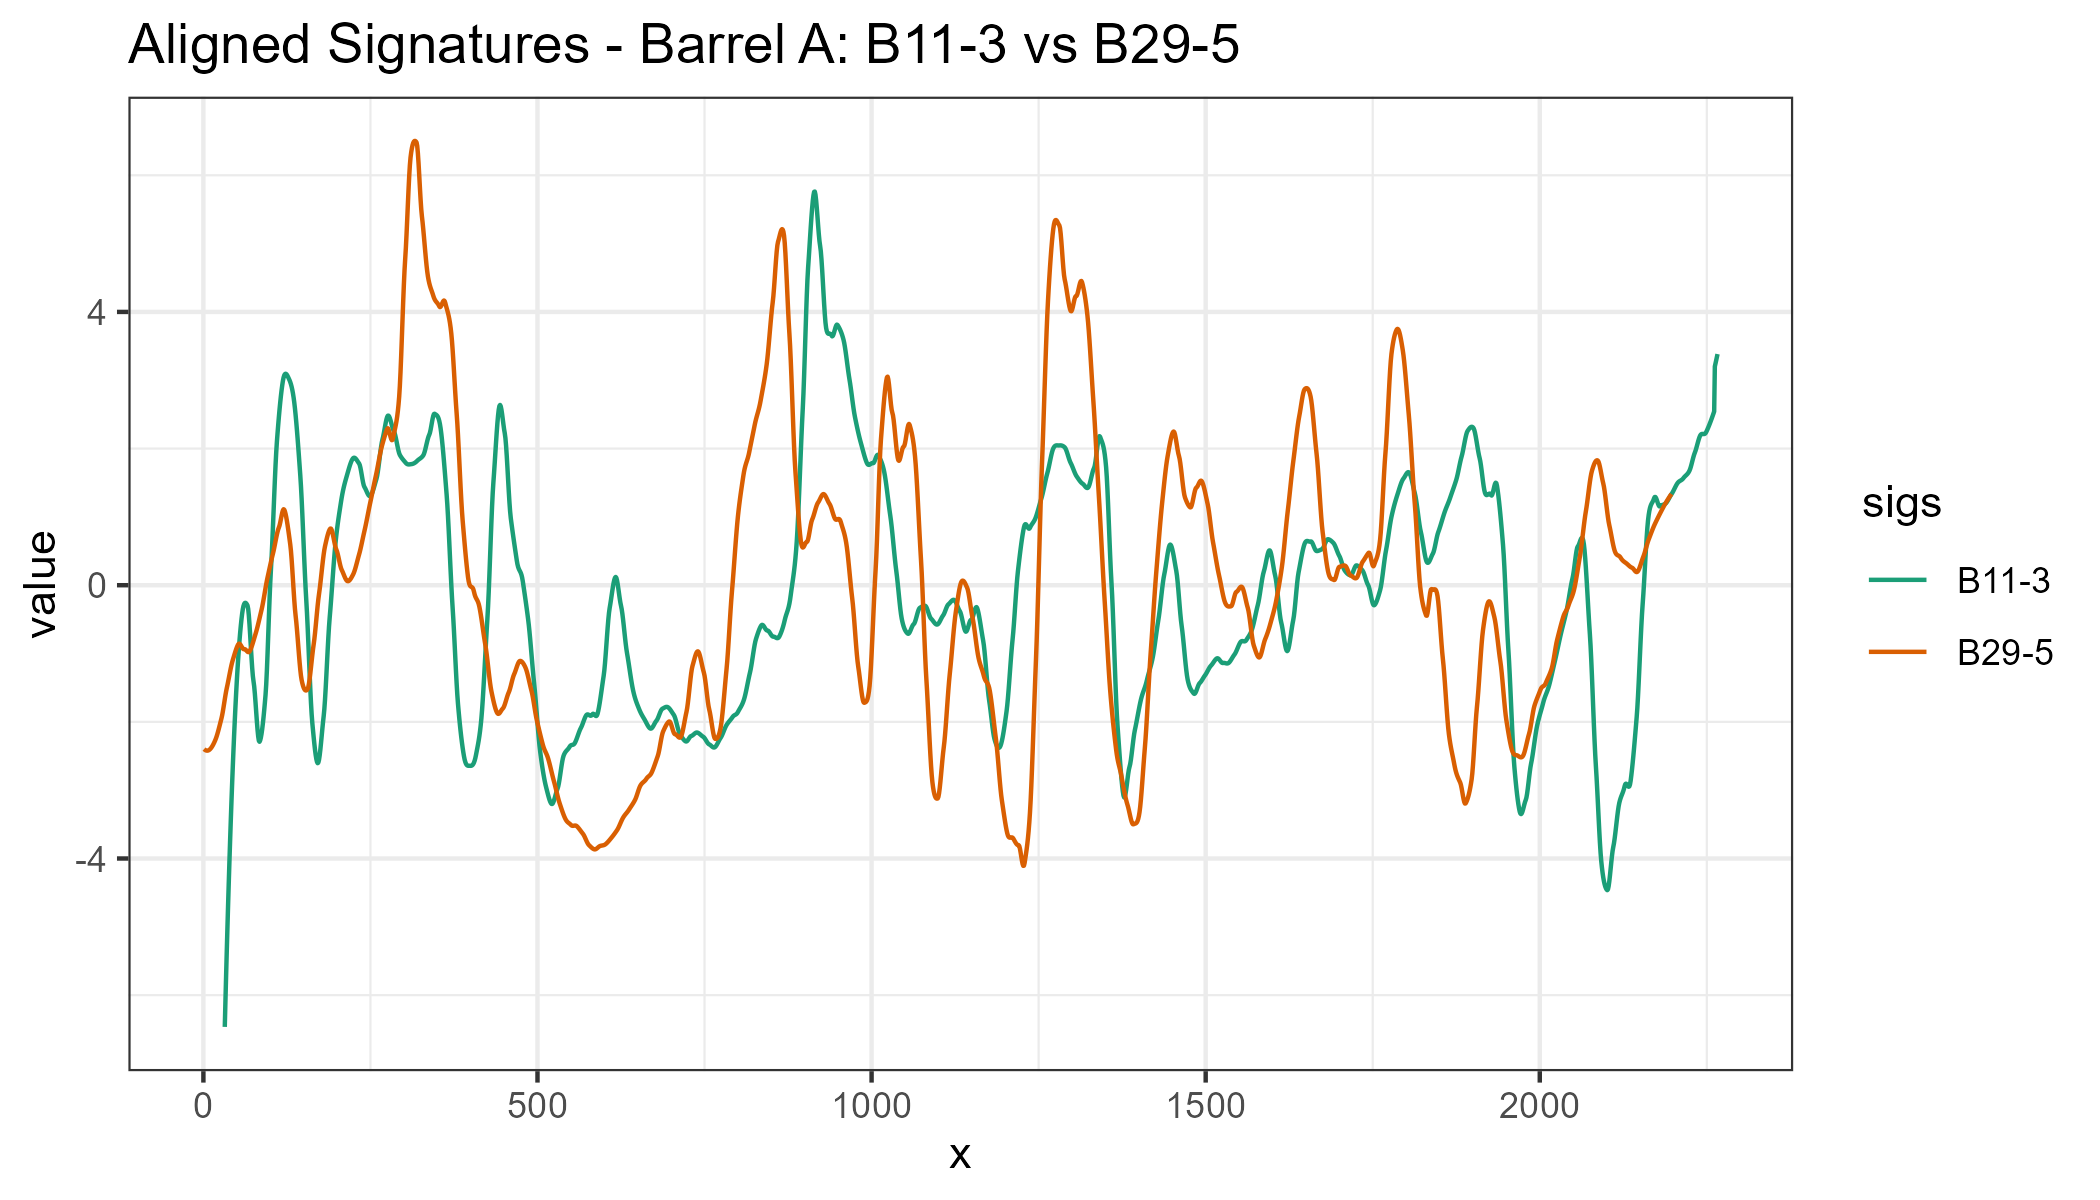 Aligned Signatures - Barrel A: B11-3 vs B29-5
value
4
0
-4
0 500 1000 1500 2000
x
sigs
B11-3
B29-5